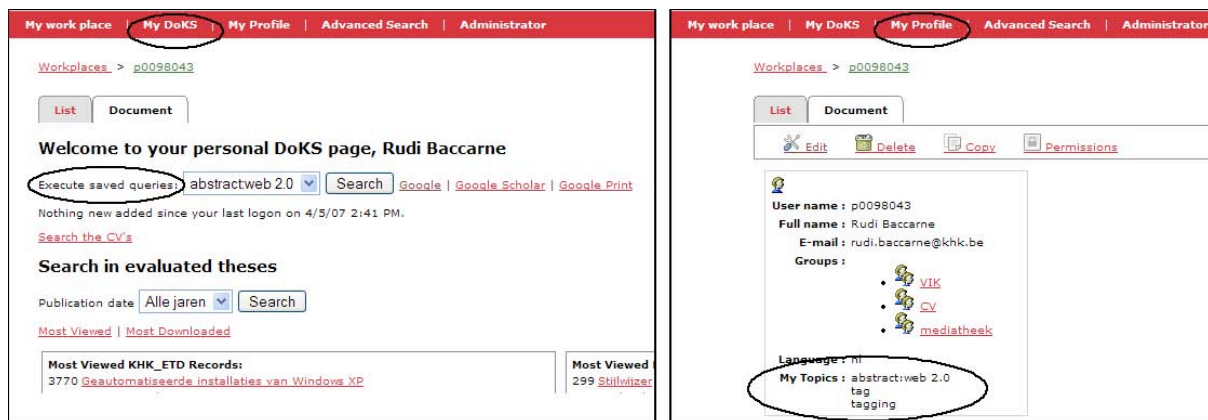 My work place | My DoKS | My Profile | Advanced Search | Administrator
Workplaces > p0098043
List Document
Welcome to your personal DoKS page, Rudi Baccarne
Execute saved queries: abstract:web 2.0 Search Google | Google Scholar | Google Print
Nothing new added since your last logon on 4/5/07 2:41 PM.
Search the CV's
Search in evaluated theses
Publication date Alle jaren Search
Most Viewed | Most Downloaded
Most Viewed KHK_ETD Records:
3770 Geautomatiseerde installaties van Windows XP
Most Viewed
299 Stijlwijzer
My work place | My DoKS | My Profile | Advanced Search | Administrator
Workplaces > p0098043
List Document
Edit Delete Copy Permissions
User name : p0098043
Full name : Rudi Baccarne
E-mail : rudi.baccarne@khk.be
Groups :
• VIK
• CV
• mediatheek
Language : nl
My Topics : abstract:web 2.0
tag
tagging